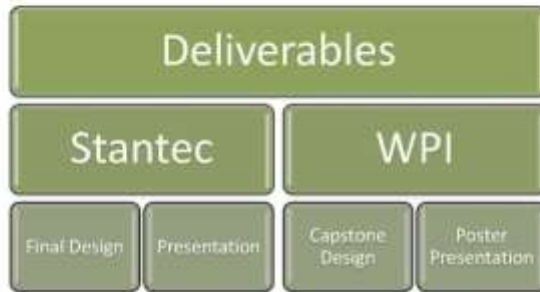 Deliverables
Stantec
WPI
Final Design
Presentation
Capstone
Design
Poster
Presentation